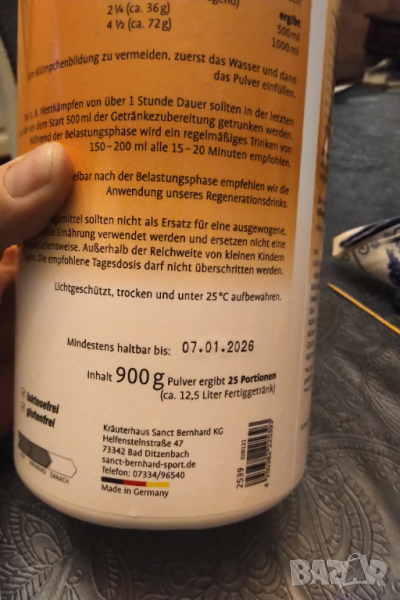 2 ¼ (ca. 36 g)
4 ½ (ca. 72 g)
ergibt
500 ml
1000 ml
Klümpchenbildung zu vermeiden, zuerst das Wasser und dann
das Pulver einfüllen.
Wettkämpfen von über 1 Stunde Dauer sollten in der letzten
vor dem Start 500 ml der Getränkezubereitung getrunken werden.
Während der Belastungsphase wird ein regelmäßiges Trinken von
150–200 ml alle 15–20 Minuten empfohlen.
nach der Belastungsphase empfehlen wir die
Anwendung unseres Regenerationsdrinks.
sollten nicht als Ersatz für eine ausgewogene,
Ernährung verwendet werden und ersetzen nicht eine
Lebensweise. Außerhalb der Reichweite von kleinen Kindern
Die empfohlene Tagesdosis darf nicht überschritten werden.
Lichtgeschützt, trocken und unter 25 °C aufbewahren.
Mindestens haltbar bis: 07.01.2026
Inhalt 900 g Pulver ergibt 25 Portionen
(ca. 12,5 Liter Fertiggetränk)
laktosefrei
glutenfrei
DANACH
Kräuterhaus Sanct Bernhard KG
Helfensteinstraße 47
73342 Bad Ditzenbach
sanct-bernhard-sport.de
Telefon: 07334/96540
Made in Germany
2539
BAZAR